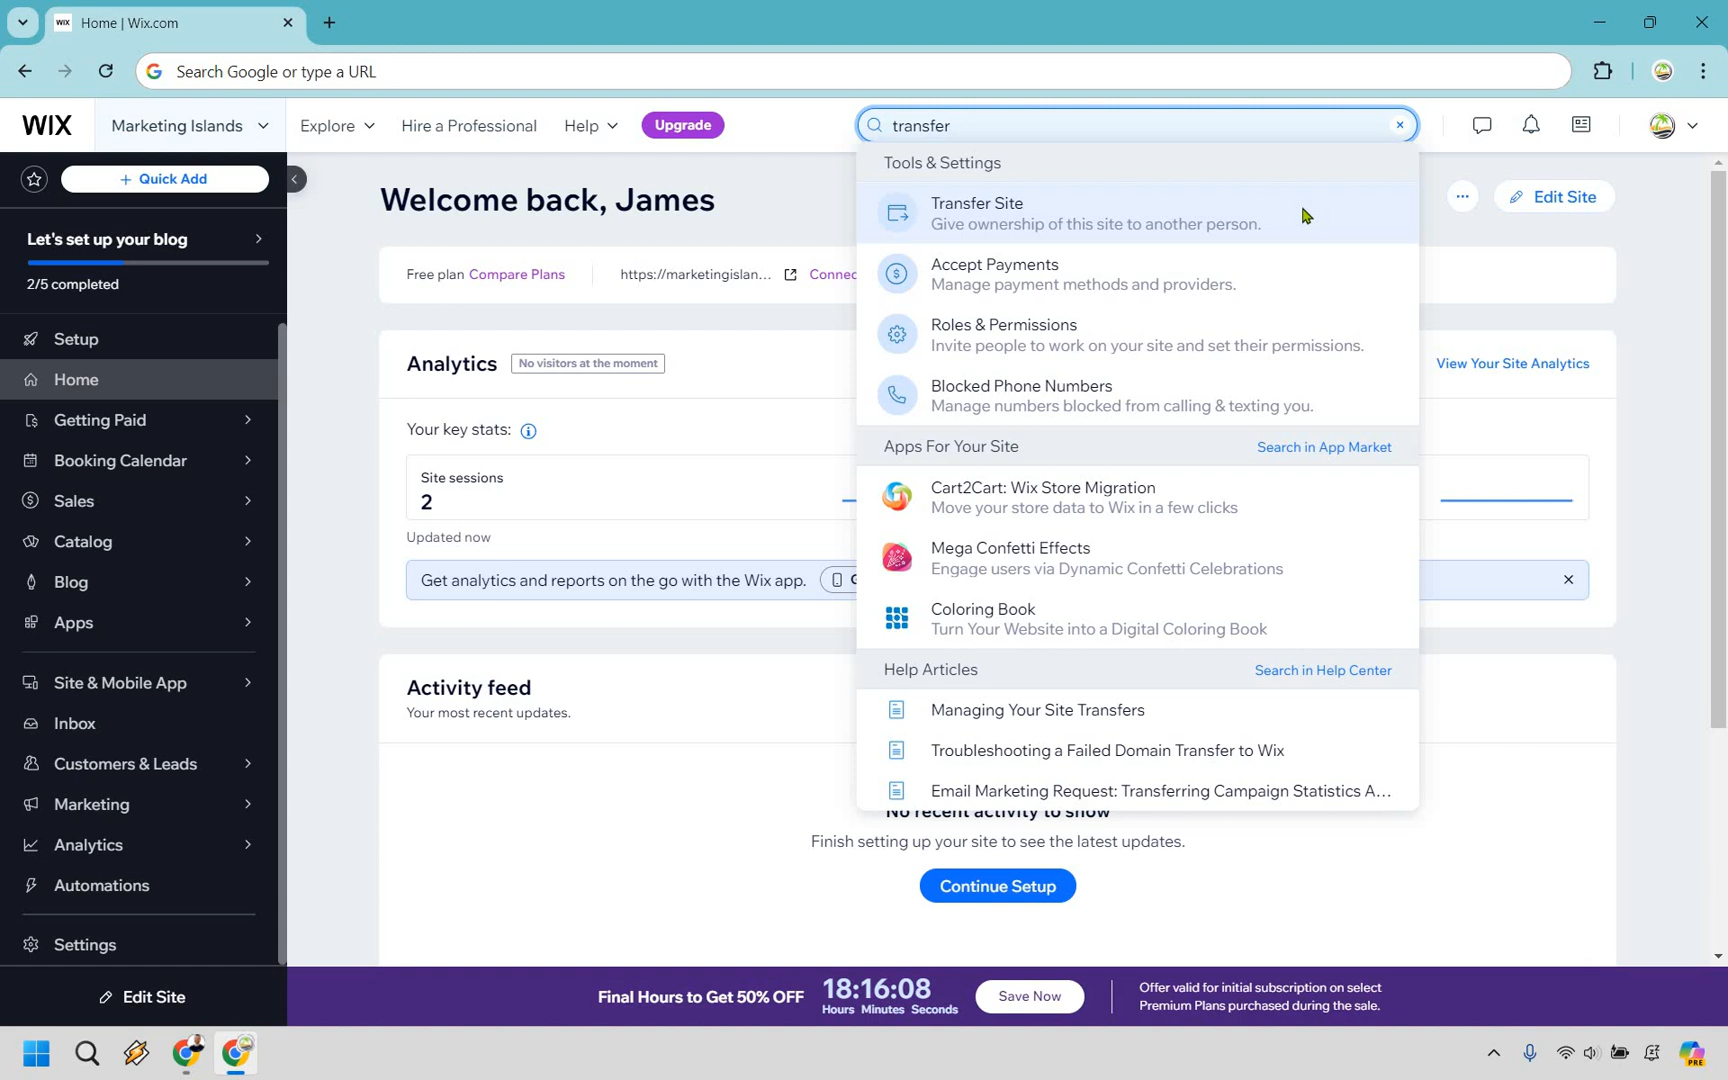 WIX Home | Wix.com
Search Google or type a URL
WIX Marketing Islands Explore Hire a Professional Help Upgrade transfer
Quick Add
Let's set up your blog
2/5 completed
Setup
Home
Getting Paid
Booking Calendar
Sales
Catalog
Blog
Apps
Site & Mobile App
Inbox
Customers & Leads
Marketing
Analytics
Automations
Settings
Edit Site
Welcome back, James
Edit Site
Free plan Compare Plans https://marketingislan... Connec
Analytics No visitors at the moment
View Your Site Analytics
Your key stats:
Site sessions
2
Updated now
Get analytics and reports on the go with the Wix app. G
Activity feed
Your most recent updates.
No recent activity to show
Finish setting up your site to see the latest updates.
Continue Setup
Tools & Settings
Transfer Site
Give ownership of this site to another person.
Accept Payments
Manage payment methods and providers.
Roles & Permissions
Invite people to work on your site and set their permissions.
Blocked Phone Numbers
Manage numbers blocked from calling & texting you.
Apps For Your Site Search in App Market
Cart2Cart: Wix Store Migration
Move your store data to Wix in a few clicks
Mega Confetti Effects
Engage users via Dynamic Confetti Celebrations
Coloring Book
Turn Your Website into a Digital Coloring Book
Help Articles Search in Help Center
Managing Your Site Transfers
Troubleshooting a Failed Domain Transfer to Wix
Email Marketing Request: Transferring Campaign Statistics A...
Final Hours to Get 50% OFF
18:16:08
Hours Minutes Seconds
Save Now
Offer valid for initial subscription on select
Premium Plans purchased during the sale.
PRE